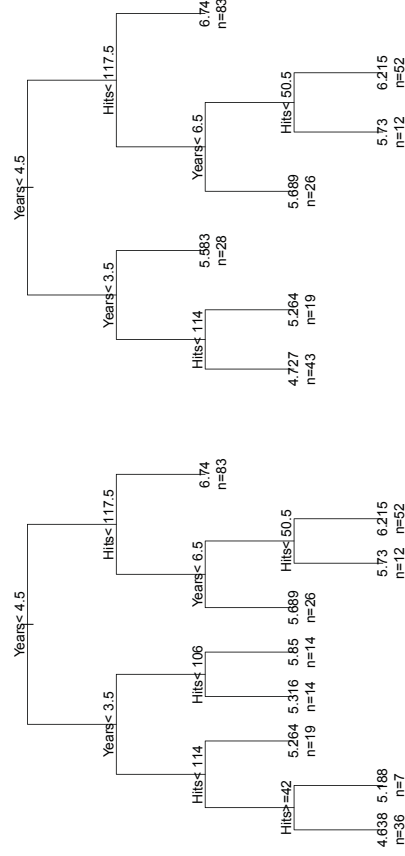 Years< 4.5
Years< 3.5
Hits< 117.5
Hits< 114
Hits< 106
Years< 6.5
6.74
n=83
Hits>=42
5.264
n=19
5.316
n=14
5.85
n=14
5.689
n=26
Hits< 50.5
4.638
n=36
5.188
n=7
5.73
n=12
6.215
n=52
Years< 4.5
Years< 3.5
Hits< 117.5
Hits< 114
5.583
n=28
Years< 6.5
6.74
n=83
4.727
n=43
5.264
n=19
5.689
n=26
Hits< 50.5
5.73
n=12
6.215
n=52